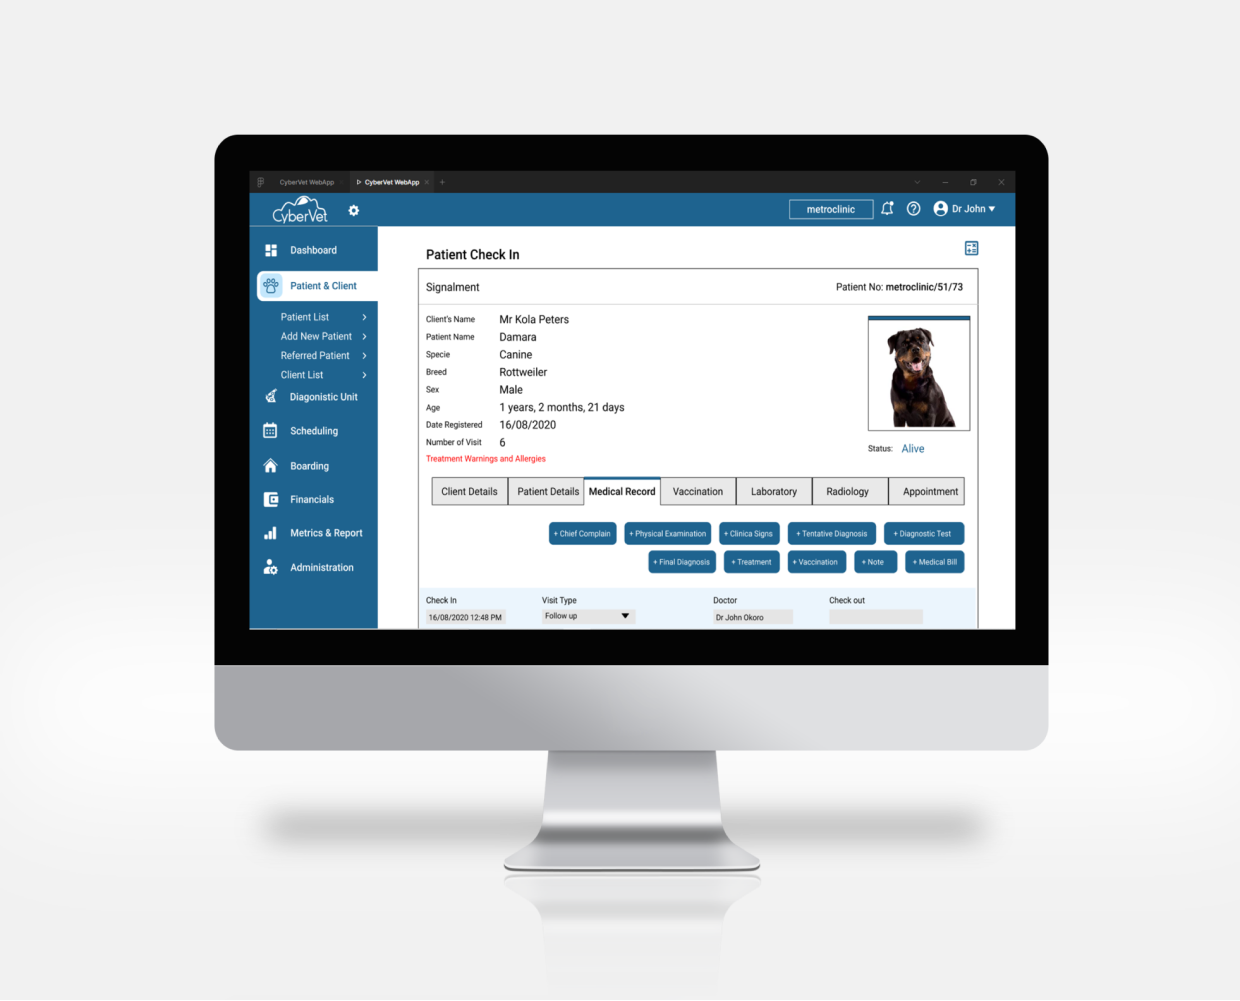 CyberVet WebApp CyberVet WebApp
CyberVet
metroclinic
Dr John
Dashboard
Patient & Client
Patient List
Add New Patient
Referred Patient
Client List
Diagonistic Unit
Scheduling
Boarding
Financials
Metrics & Report
Administration
Patient Check In
Signalment
Patient No: metroclinic/51/73
Client's Name Mr Kola Peters
Patient Name Damara
Specie Canine
Breed Rottweiler
Sex Male
Age 1 years, 2 months, 21 days
Date Registered 16/08/2020
Number of Visit 6
Treatment Warnings and Allergies
Status: Alive
Client Details Patient Details Medical Record Vaccination Laboratory Radiology Appointment
+ Chief Complain + Physical Examination + Clinica Signs + Tentative Diagnosis + Diagnostic Test
+ Final Diagnosis + Treatment + Vaccination + Note + Medical Bill
Check In Visit Type Doctor Check out
16/08/2020 12:48 PM Follow up Dr John Okoro